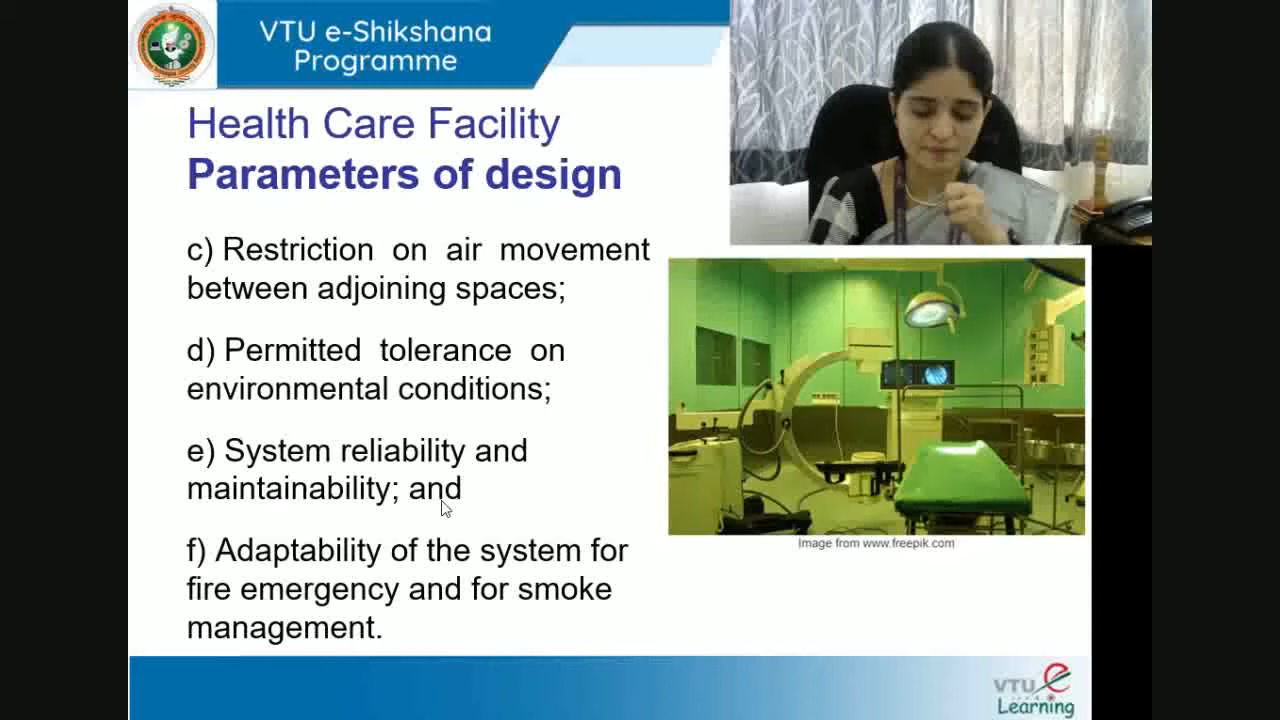 VTU e-Shikshana
Programme
Health Care Facility
Parameters of design
c) Restriction on air movement
between adjoining spaces;
d) Permitted tolerance on
environmental conditions;
e) System reliability and
maintainability; and
f) Adaptability of the system for
fire emergency and for smoke
management.
Image from www.freepik.com
VTU e
Learning